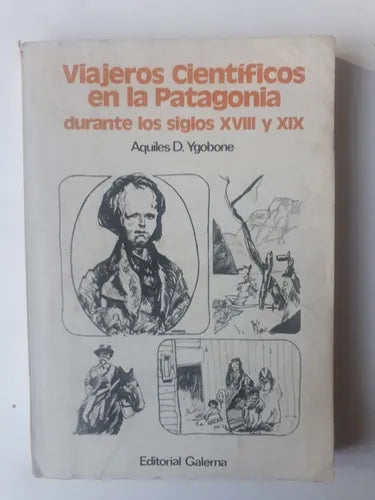 Viajeros Científicos
en la Patagonia
durante los siglos XVIII y XIX
Aquiles D. Ygobone
Editorial Galerna